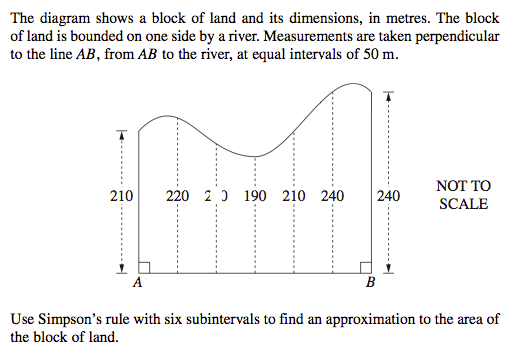 The diagram shows a block of land and its dimensions, in metres. The block
of land is bounded on one side by a river. Measurements are taken perpendicular
to the line AB, from AB to the river, at equal intervals of 50 m.
210 220 190 210 240 240
NOT TO
SCALE
A B
Use Simpson’s rule with six subintervals to find an approximation to the area of
the block of land.